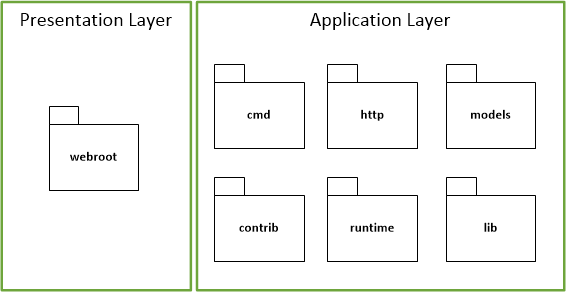 Presentation Layer
Application Layer
webroot
cmd
http
models
contrib
runtime
lib